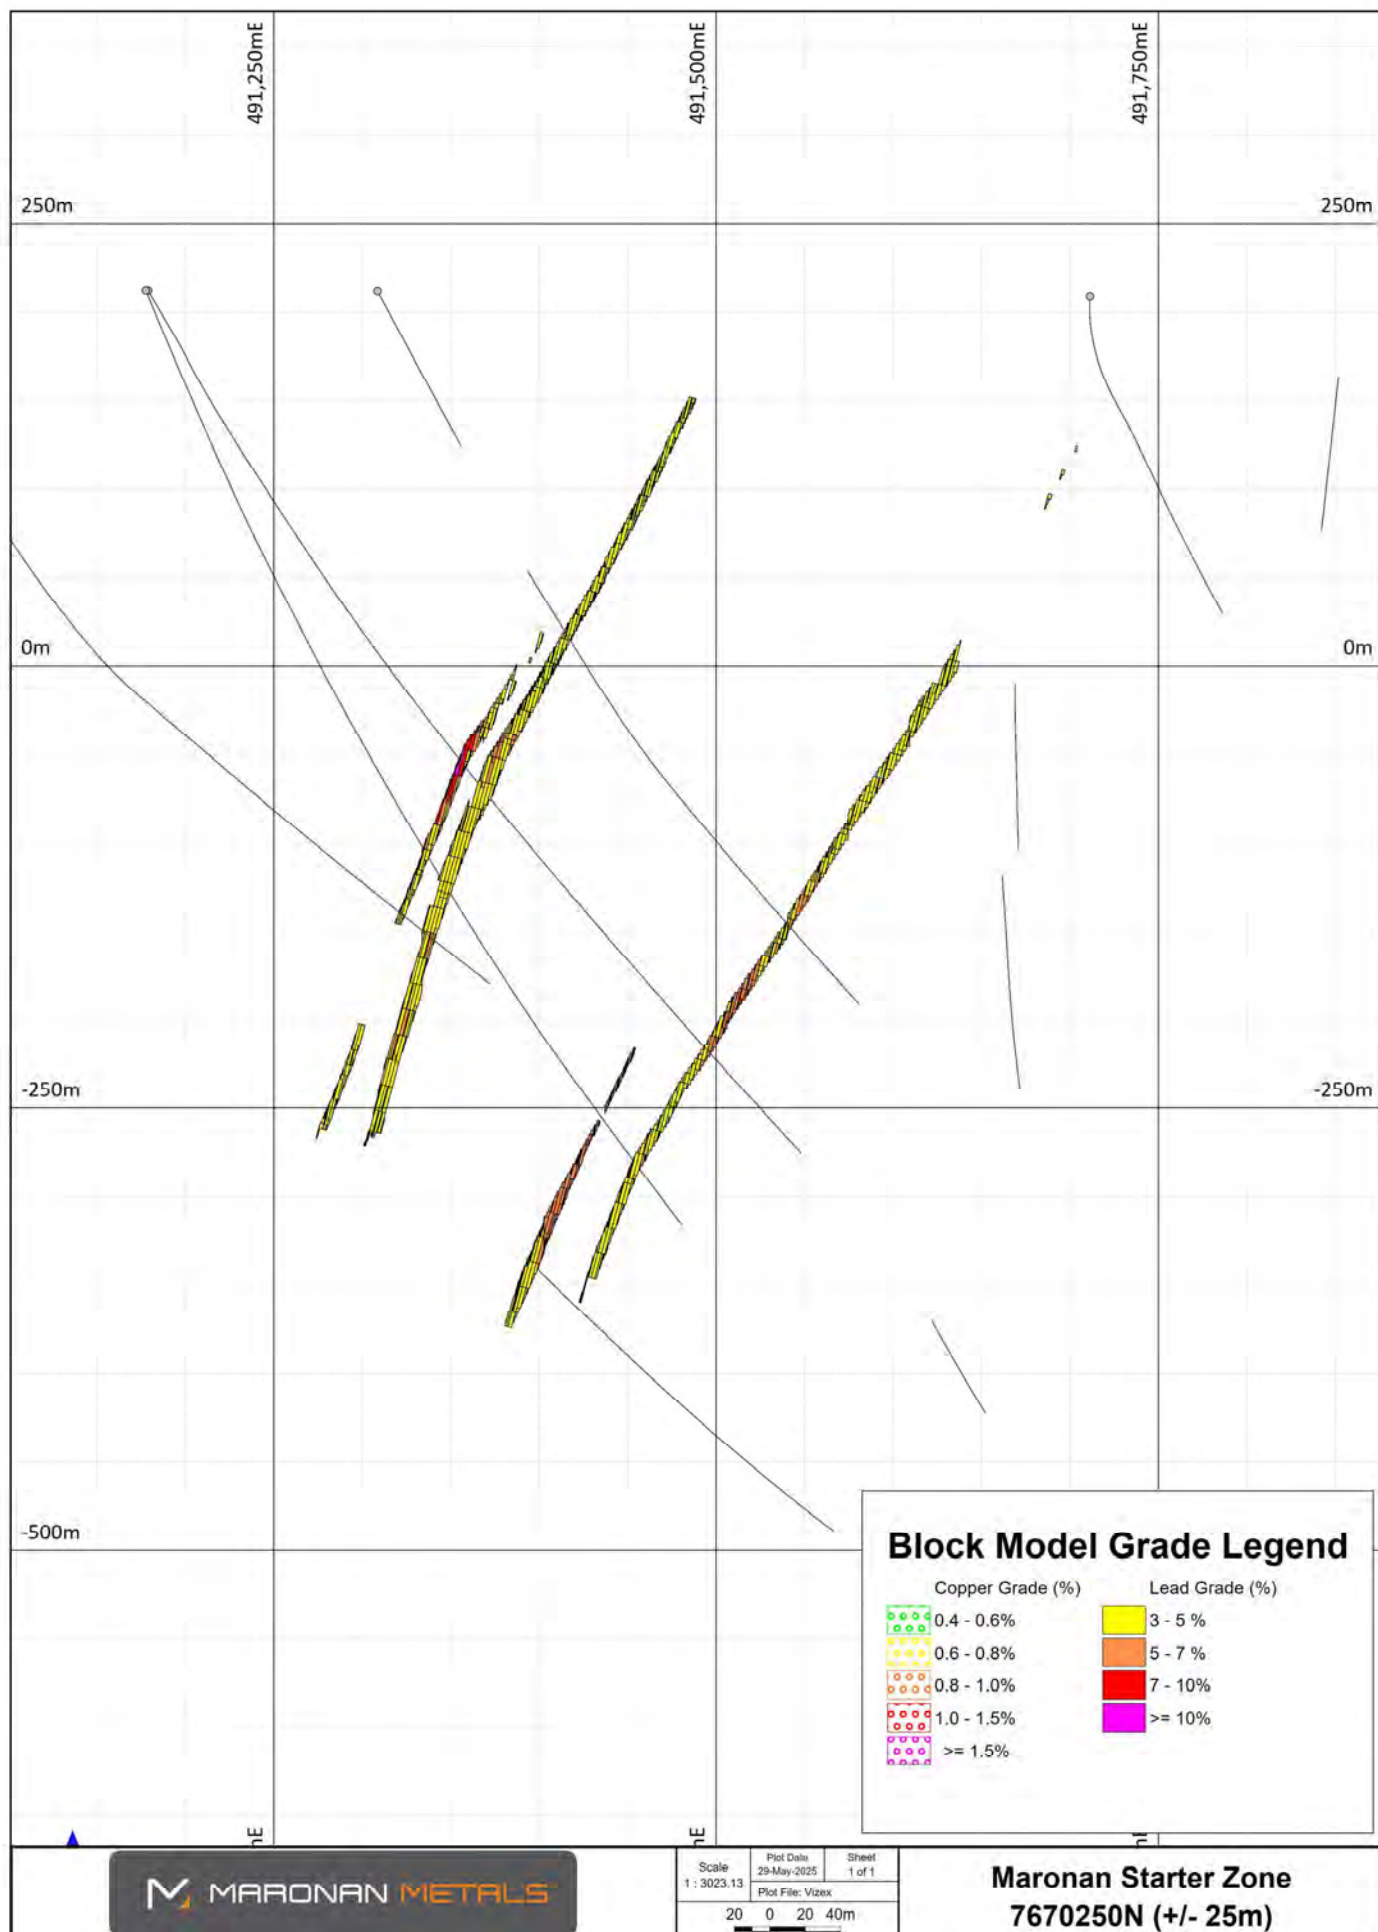 491,250mE
491,500mE
491,750mE
250m
250m
0m
0m
-250m
-250m
-500m
Block Model Grade Legend
Copper Grade (%)
Lead Grade (%)
0.4 - 0.6%
3 - 5 %
0.6 - 0.8%
5 - 7 %
0.8 - 1.0%
7 - 10%
1.0 - 1.5%
>= 10%
>= 1.5%
MARONAN METALS
Scale
1 : 3023.13
Plot Date
29-May-2025
Sheet
1 of 1
Plot File: Vizex
20 0 20 40m
Maronan Starter Zone
7670250N (+/- 25m)